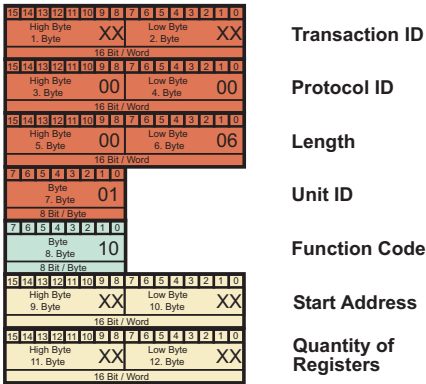 15 14 13 12 11 10 9 8 7 6 5 4 3 2 1 0
High Byte
1. Byte
XX
Low Byte
2. Byte
XX
16 Bit / Word
Transaction ID
15 14 13 12 11 10 9 8 7 6 5 4 3 2 1 0
High Byte
3. Byte
00
Low Byte
4. Byte
00
16 Bit / Word
Protocol ID
15 14 13 12 11 10 9 8 7 6 5 4 3 2 1 0
High Byte
5. Byte
00
Low Byte
6. Byte
06
16 Bit / Word
Length
7 6 5 4 3 2 1 0
Byte
7. Byte
01
8 Bit / Byte
Unit ID
7 6 5 4 3 2 1 0
Byte
8. Byte
10
8 Bit / Byte
Function Code
15 14 13 12 11 10 9 8 7 6 5 4 3 2 1 0
High Byte
9. Byte
XX
Low Byte
10. Byte
XX
16 Bit / Word
Start Address
15 14 13 12 11 10 9 8 7 6 5 4 3 2 1 0
High Byte
11. Byte
XX
Low Byte
12. Byte
XX
16 Bit / Word
Quantity of
Registers